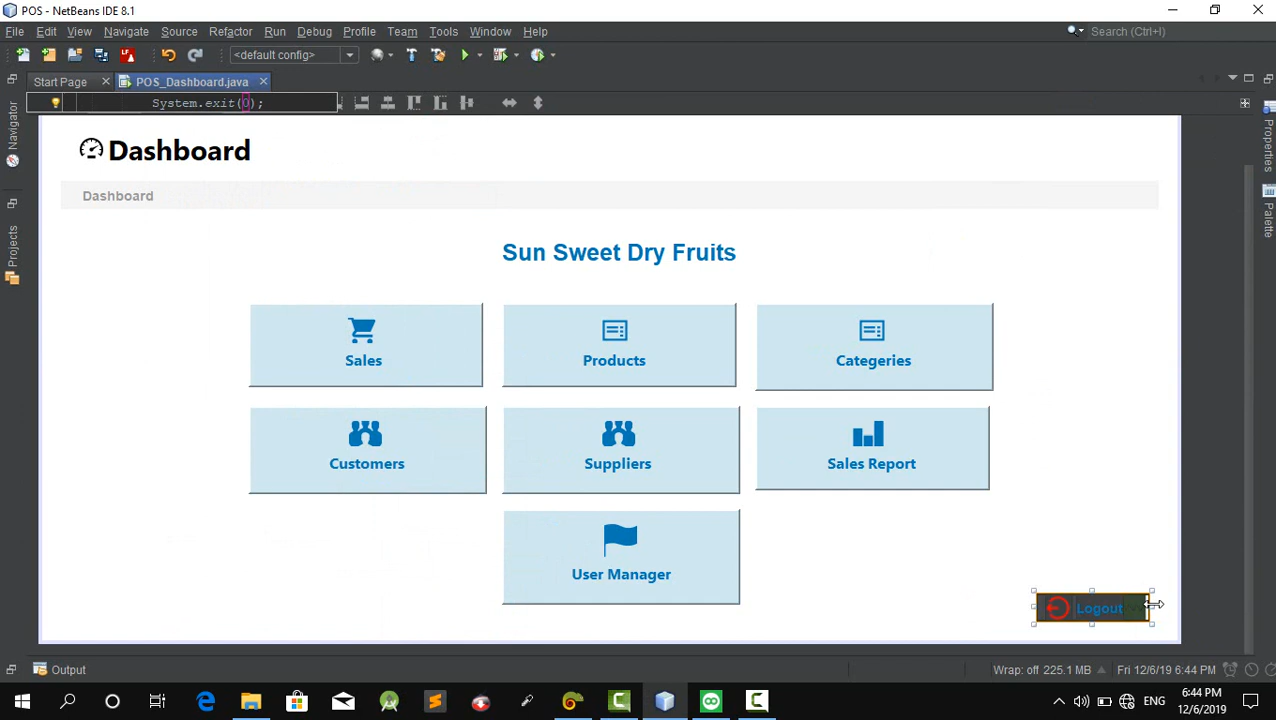 POS - NetBeans IDE 8.1
File Edit View Navigate Source Refactor Run Debug Profile Team Tools Window Help
Search (Ctrl+I)
<default config>
Start Page
POS_Dashboard.java
System.exit(0);
Navigator
Projects
Properties
Palette
Dashboard
Dashboard
Sun Sweet Dry Fruits
Sales
Products
Categeries
Customers
Suppliers
Sales Report
User Manager
Logout
Output
Wrap: off 225.1 MB Fri 12/6/19 6:44 PM
ENG
6:44 PM
12/6/2019